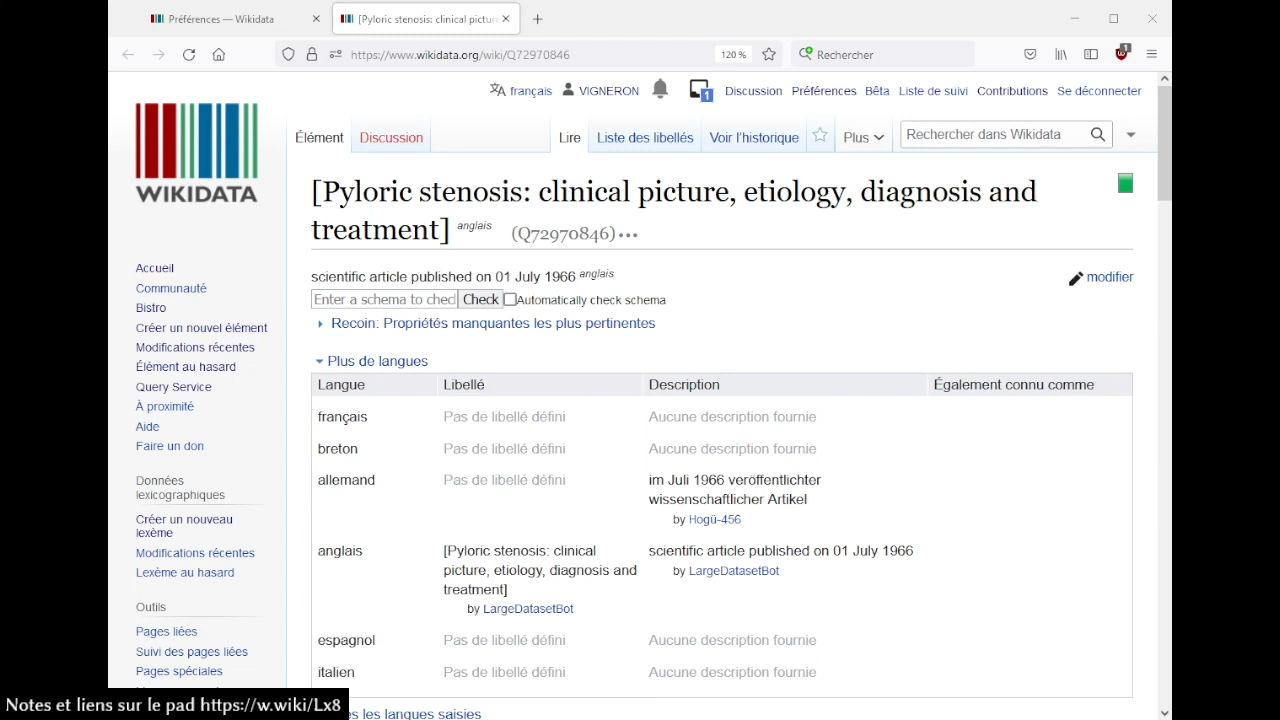 Préférences — Wikidata
[Pyloric stenosis: clinical picture
https://www.wikidata.org/wiki/Q72970846
120 %
Rechercher
1
français
VIGNERON
1
Discussion
Préférences
Bêta
Liste de suivi
Contributions
Se déconnecter
WIKIDATA
Élément
Discussion
Lire
Liste des libellés
Voir l'historique
Plus
Rechercher dans Wikidata
[Pyloric stenosis: clinical picture, etiology, diagnosis and
treatment] anglais (Q72970846)
scientific article published on 01 July 1966 anglais
modifier
Enter a schema to chec
Check
Automatically check schema
Recoin: Propriétés manquantes les plus pertinentes
Plus de langues
Langue Libellé Description Également connu comme
français Pas de libellé défini Aucune description fournie
breton Pas de libellé défini Aucune description fournie
allemand Pas de libellé défini im Juli 1966 veröffentlichter
wissenschaftlicher Artikel
by Hogü-456
anglais [Pyloric stenosis: clinical scientific article published on 01 July 1966
picture, etiology, diagnosis and by LargeDatasetBot
treatment]
by LargeDatasetBot
espagnol Pas de libellé défini Aucune description fournie
italien Pas de libellé défini Aucune description fournie
es les langues saisies
Accueil
Communauté
Bistro
Créer un nouvel élément
Modifications récentes
Élément au hasard
Query Service
À proximité
Aide
Faire un don
Données
lexicographiques
Créer un nouveau
lexème
Modifications récentes
Lexème au hasard
Outils
Pages liées
Suivi des pages liées
Pages spéciales
Notes et liens sur le pad https://w.wiki/Lx8